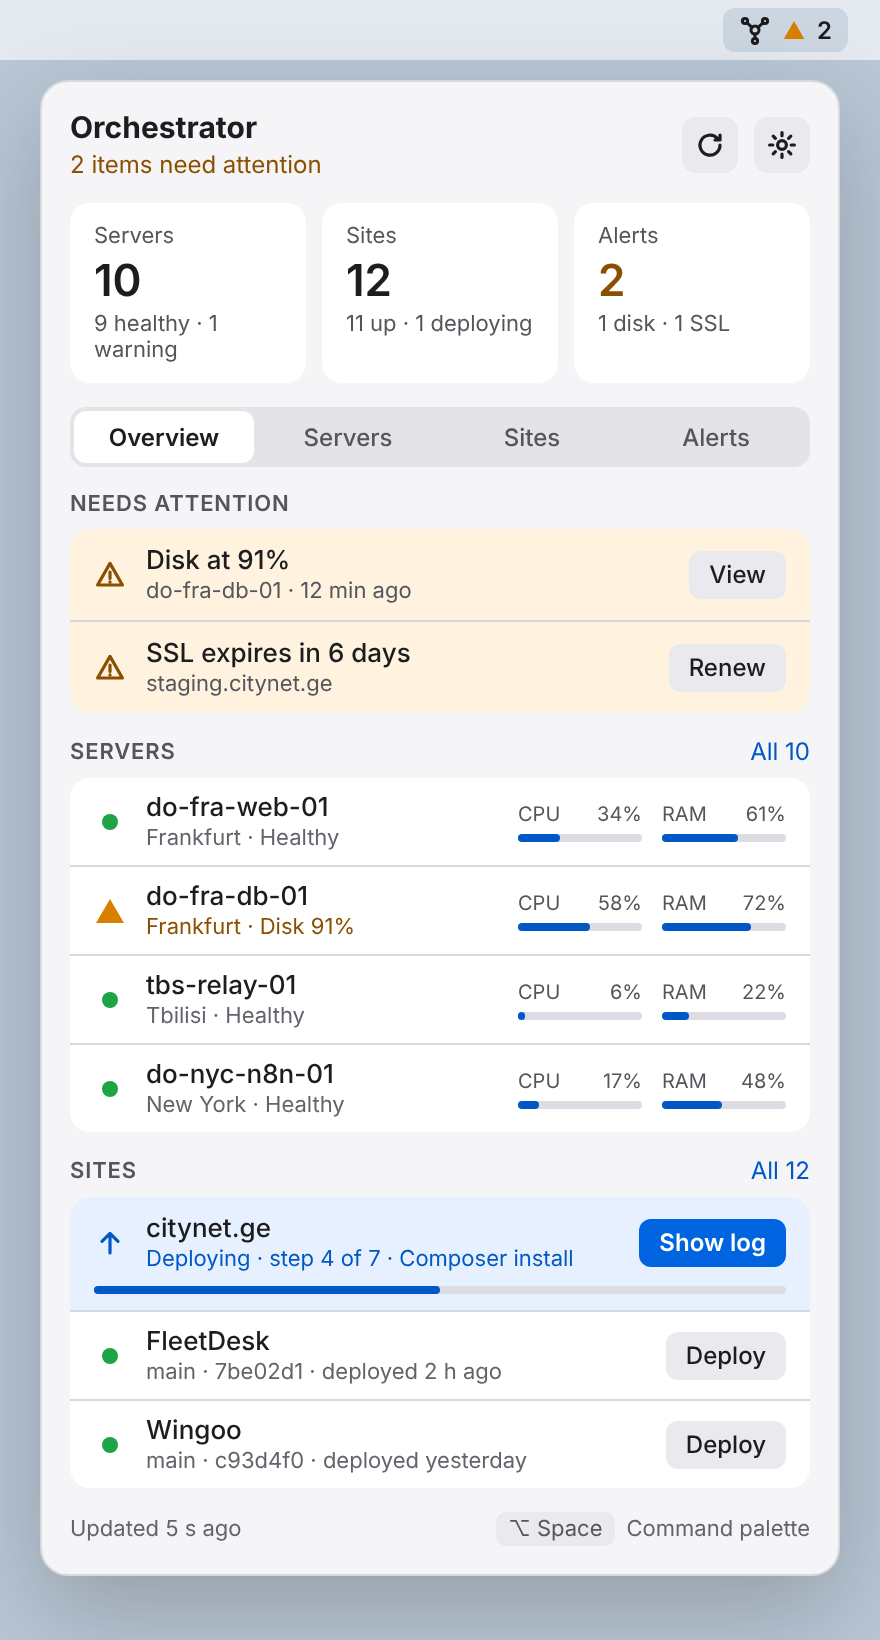 2
Orchestrator
2 items need attention
Servers
10
9 healthy · 1
warning
Sites
12
11 up · 1 deploying
Alerts
2
1 disk · 1 SSL
Overview
Servers
Sites
Alerts
NEEDS ATTENTION
Disk at 91%
do-fra-db-01 · 12 min ago
View
SSL expires in 6 days
staging.citynet.ge
Renew
SERVERS
All 10
do-fra-web-01
Frankfurt · Healthy
CPU 34%
RAM 61%
do-fra-db-01
Frankfurt · Disk 91%
CPU 58%
RAM 72%
tbs-relay-01
Tbilisi · Healthy
CPU 6%
RAM 22%
do-nyc-n8n-01
New York · Healthy
CPU 17%
RAM 48%
SITES
All 12
citynet.ge
Deploying · step 4 of 7 · Composer install
Show log
FleetDesk
main · 7be02d1 · deployed 2 h ago
Deploy
Wingoo
main · c93d4f0 · deployed yesterday
Deploy
Updated 5 s ago
⌥ Space
Command palette